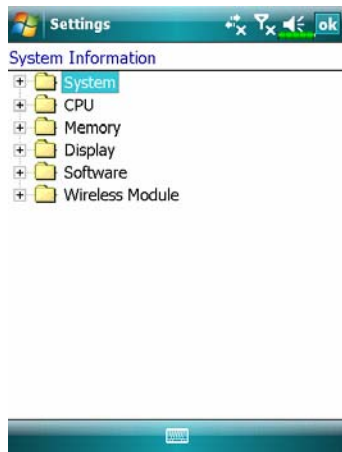 Settings
ok
System Information
System
CPU
Memory
Display
Software
Wireless Module